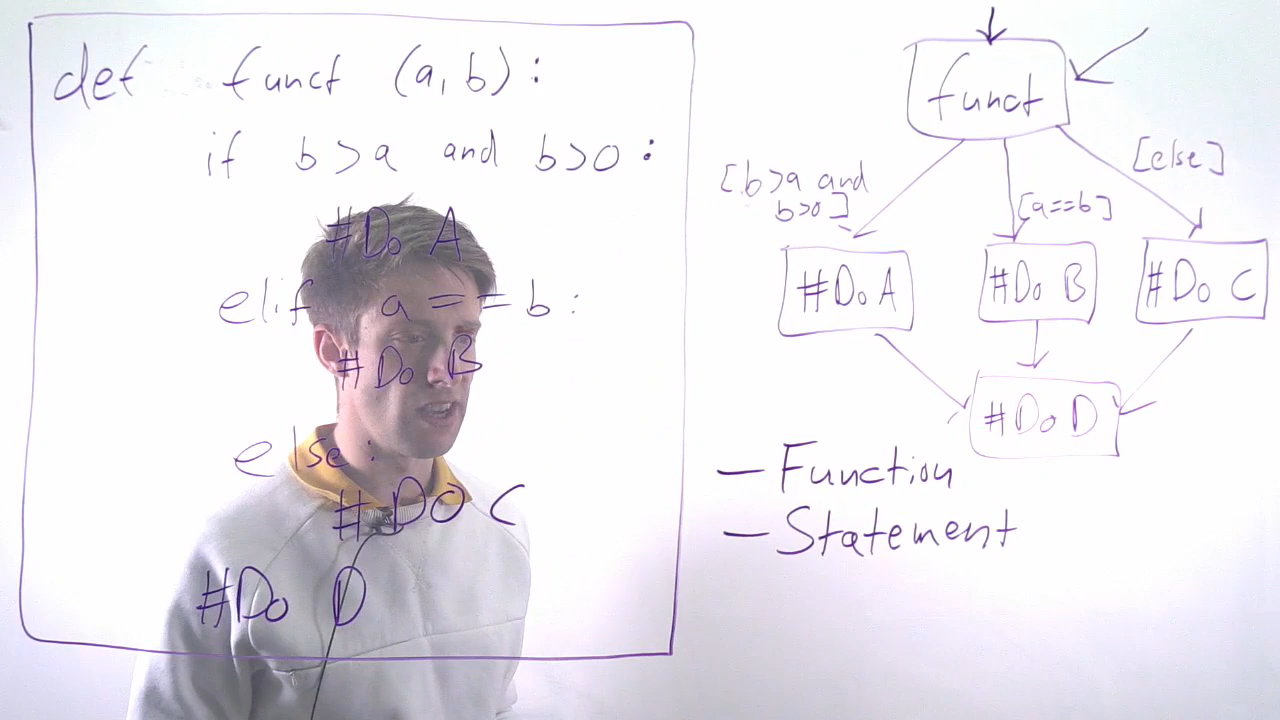 def funct (a,b):
if b>a and b>0:
#Do A
elif a==b:
#Do B
else:
#DO C
#Do D
funct
[b>a and
b>0]
[a==b]
[else]
#Do A
#Do B
#Do C
#Do D
- Function
- Statement